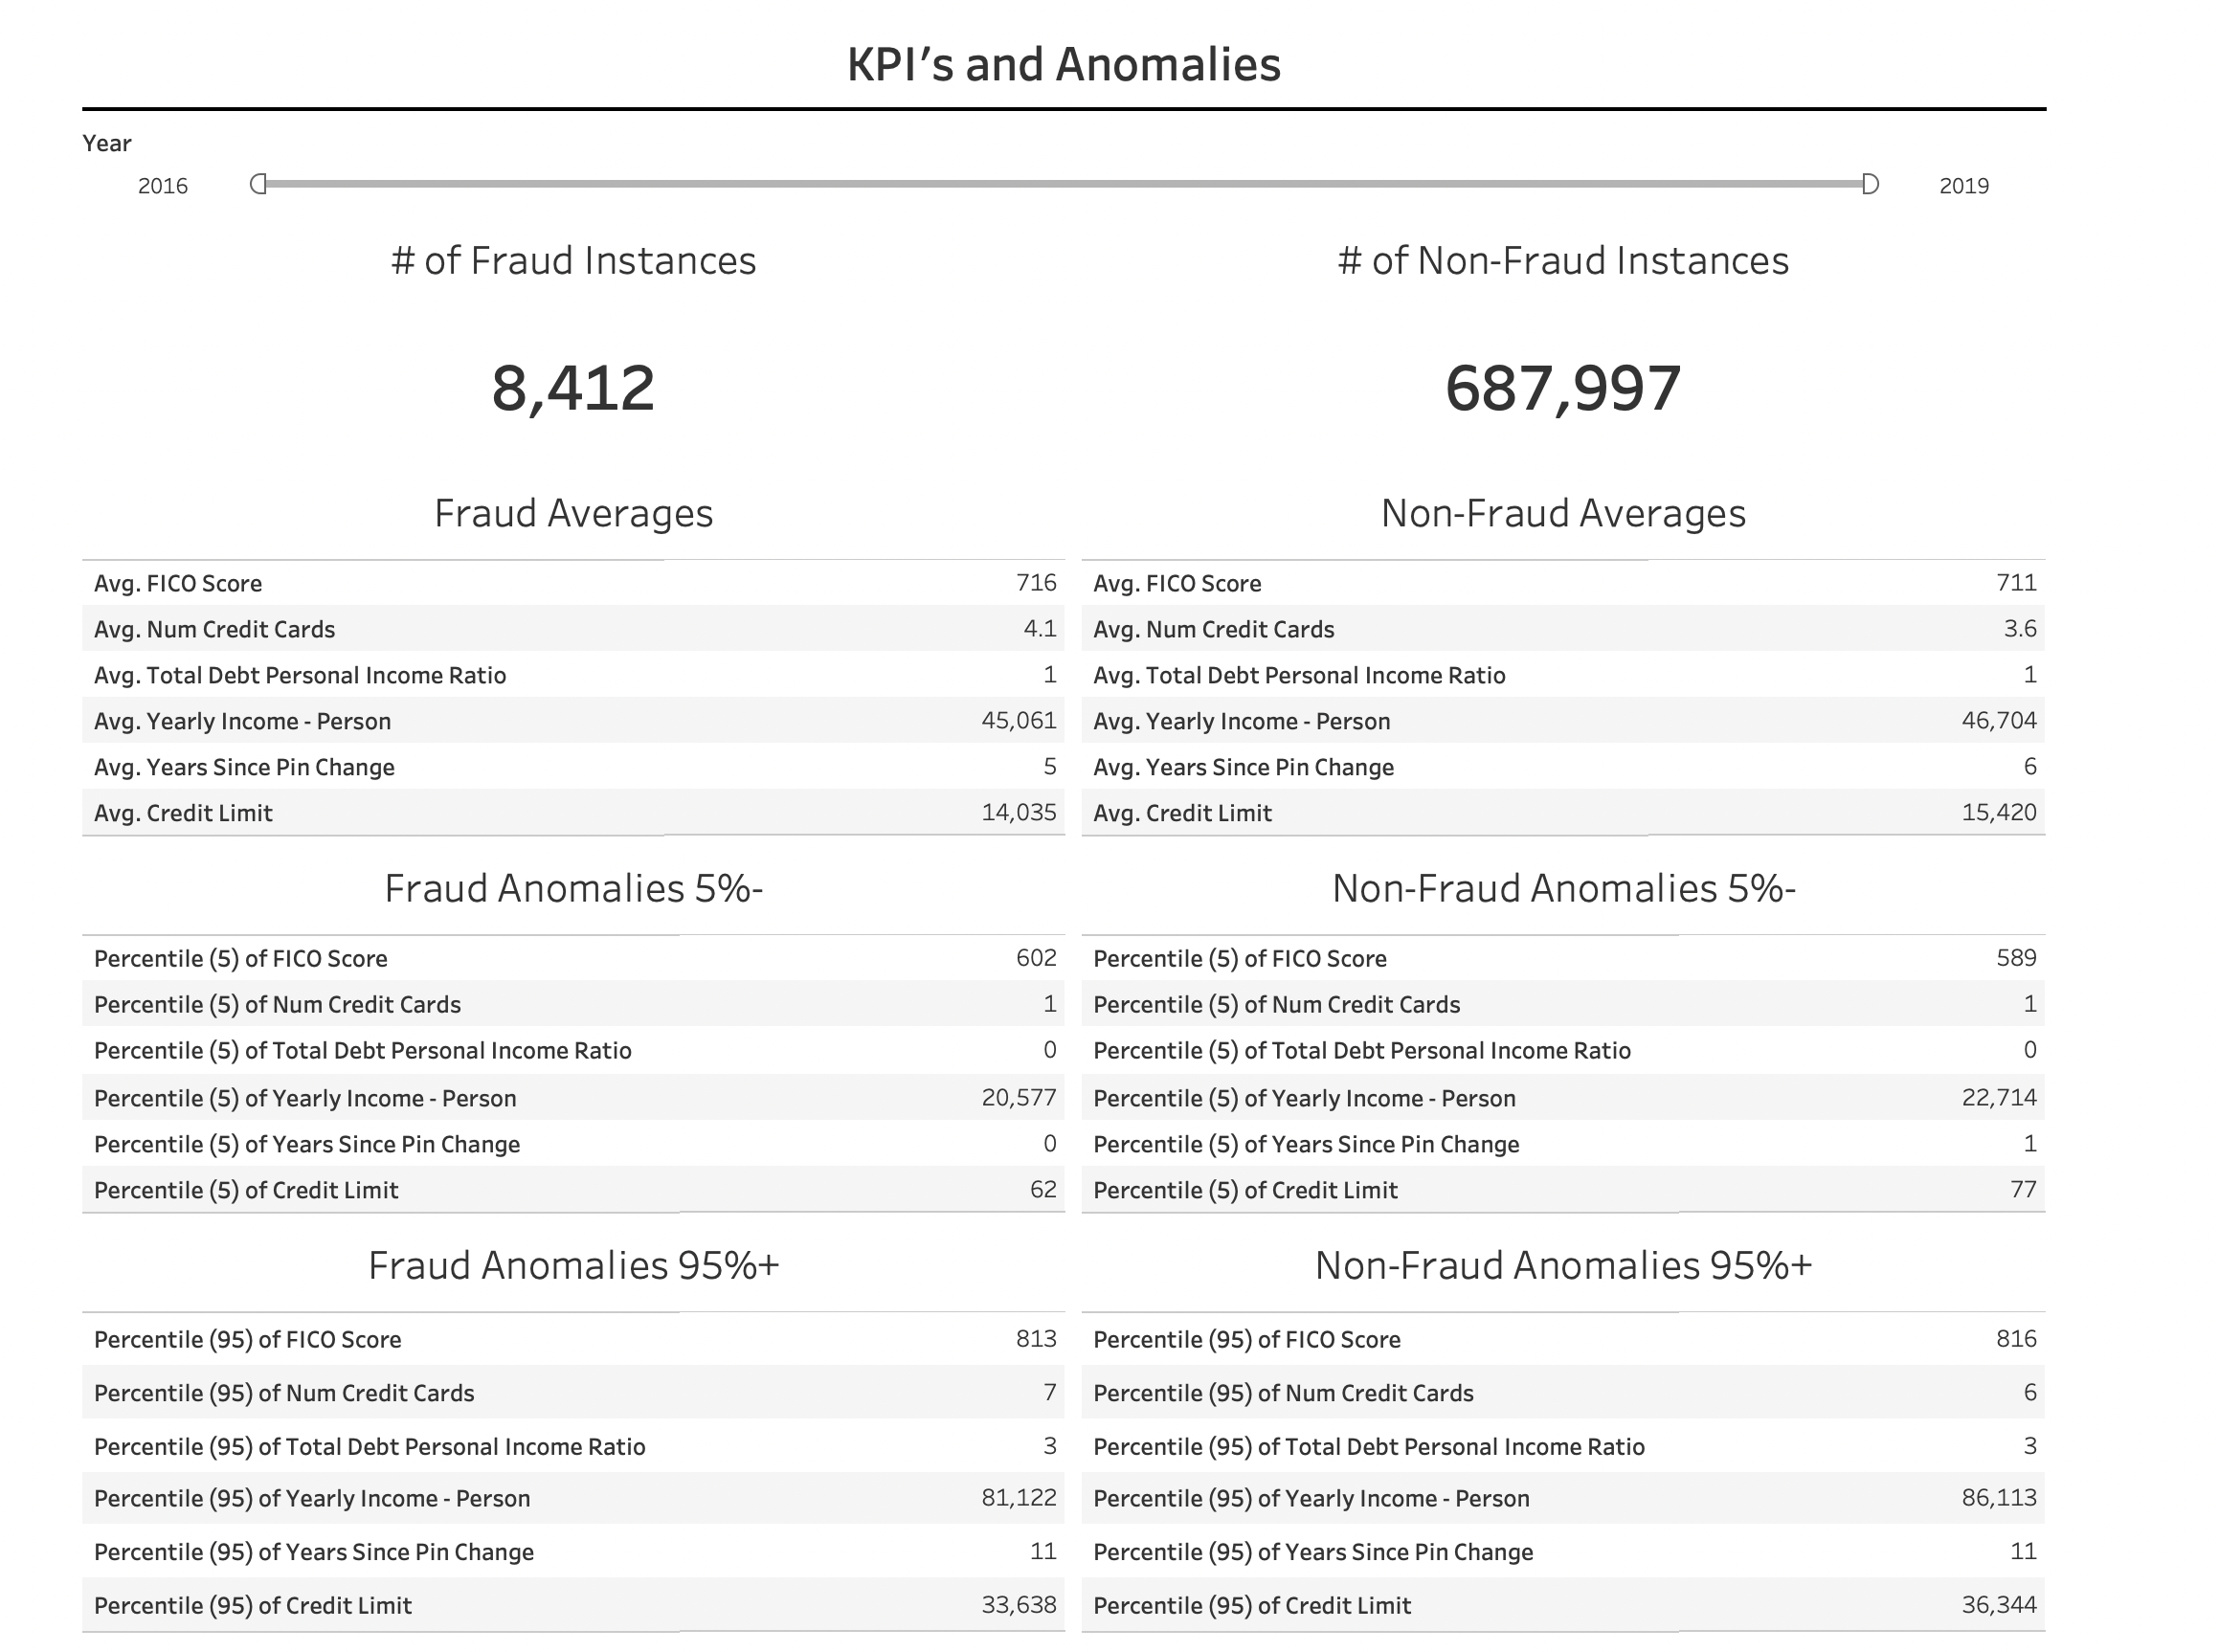 KPI’s and Anomalies
Year
2016 2019
# of Fraud Instances
8,412
# of Non-Fraud Instances
687,997
Fraud Averages
Avg. FICO Score 716
Avg. Num Credit Cards 4.1
Avg. Total Debt Personal Income Ratio 1
Avg. Yearly Income - Person 45,061
Avg. Years Since Pin Change 5
Avg. Credit Limit 14,035
Non-Fraud Averages
Avg. FICO Score 711
Avg. Num Credit Cards 3.6
Avg. Total Debt Personal Income Ratio 1
Avg. Yearly Income - Person 46,704
Avg. Years Since Pin Change 6
Avg. Credit Limit 15,420
Fraud Anomalies 5%-
Percentile (5) of FICO Score 602
Percentile (5) of Num Credit Cards 1
Percentile (5) of Total Debt Personal Income Ratio 0
Percentile (5) of Yearly Income - Person 20,577
Percentile (5) of Years Since Pin Change 0
Percentile (5) of Credit Limit 62
Non-Fraud Anomalies 5%-
Percentile (5) of FICO Score 589
Percentile (5) of Num Credit Cards 1
Percentile (5) of Total Debt Personal Income Ratio 0
Percentile (5) of Yearly Income - Person 22,714
Percentile (5) of Years Since Pin Change 1
Percentile (5) of Credit Limit 77
Fraud Anomalies 95%+
Percentile (95) of FICO Score 813
Percentile (95) of Num Credit Cards 7
Percentile (95) of Total Debt Personal Income Ratio 3
Percentile (95) of Yearly Income - Person 81,122
Percentile (95) of Years Since Pin Change 11
Percentile (95) of Credit Limit 33,638
Non-Fraud Anomalies 95%+
Percentile (95) of FICO Score 816
Percentile (95) of Num Credit Cards 6
Percentile (95) of Total Debt Personal Income Ratio 3
Percentile (95) of Yearly Income - Person 86,113
Percentile (95) of Years Since Pin Change 11
Percentile (95) of Credit Limit 36,344